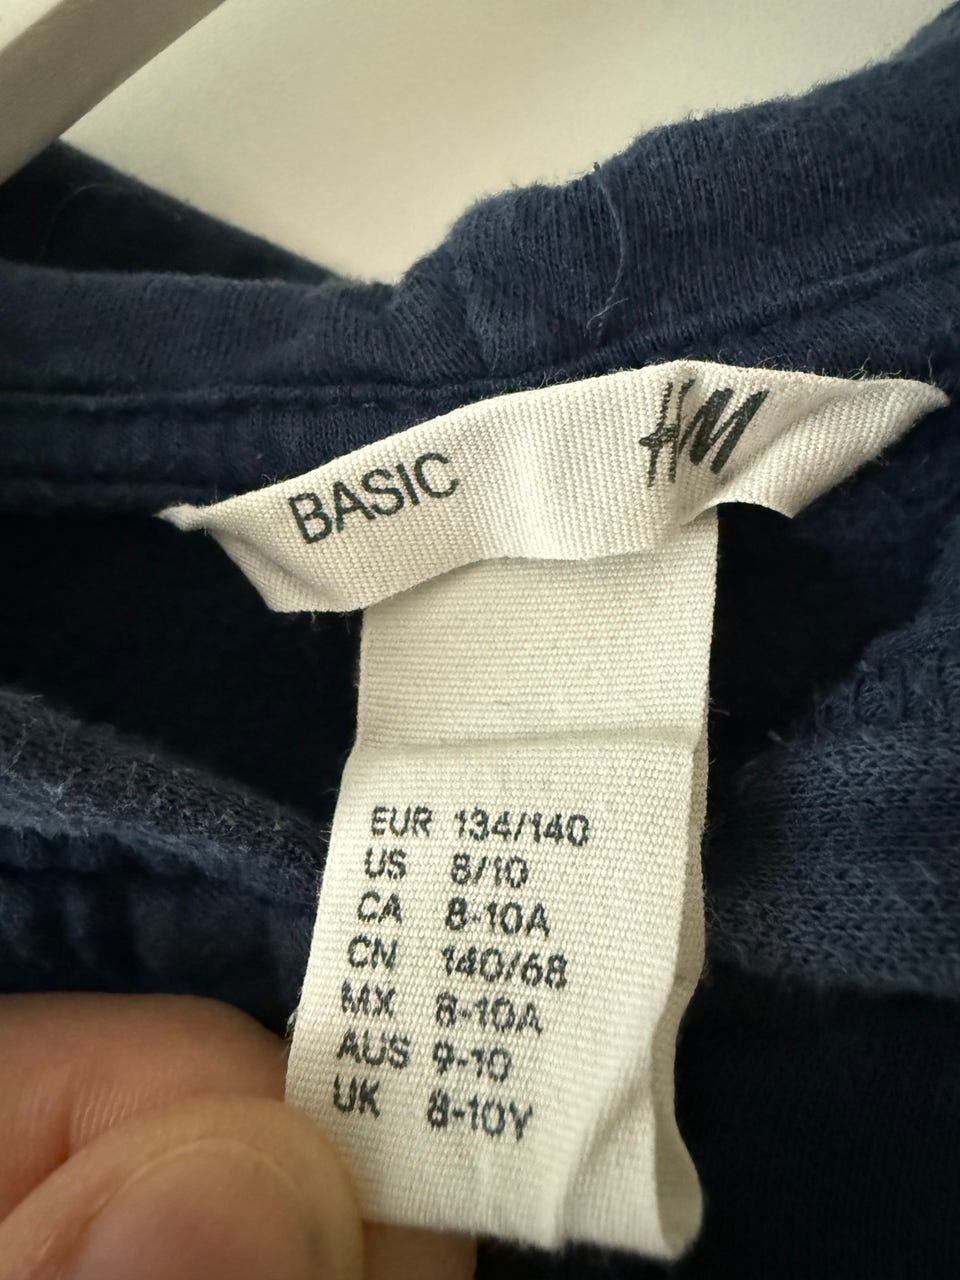 BASIC H&M
EUR 134/140
US 8/10
CA 8-10A
CN 140/68
MX 8-10A
AUS 9-10
UK 8-10Y